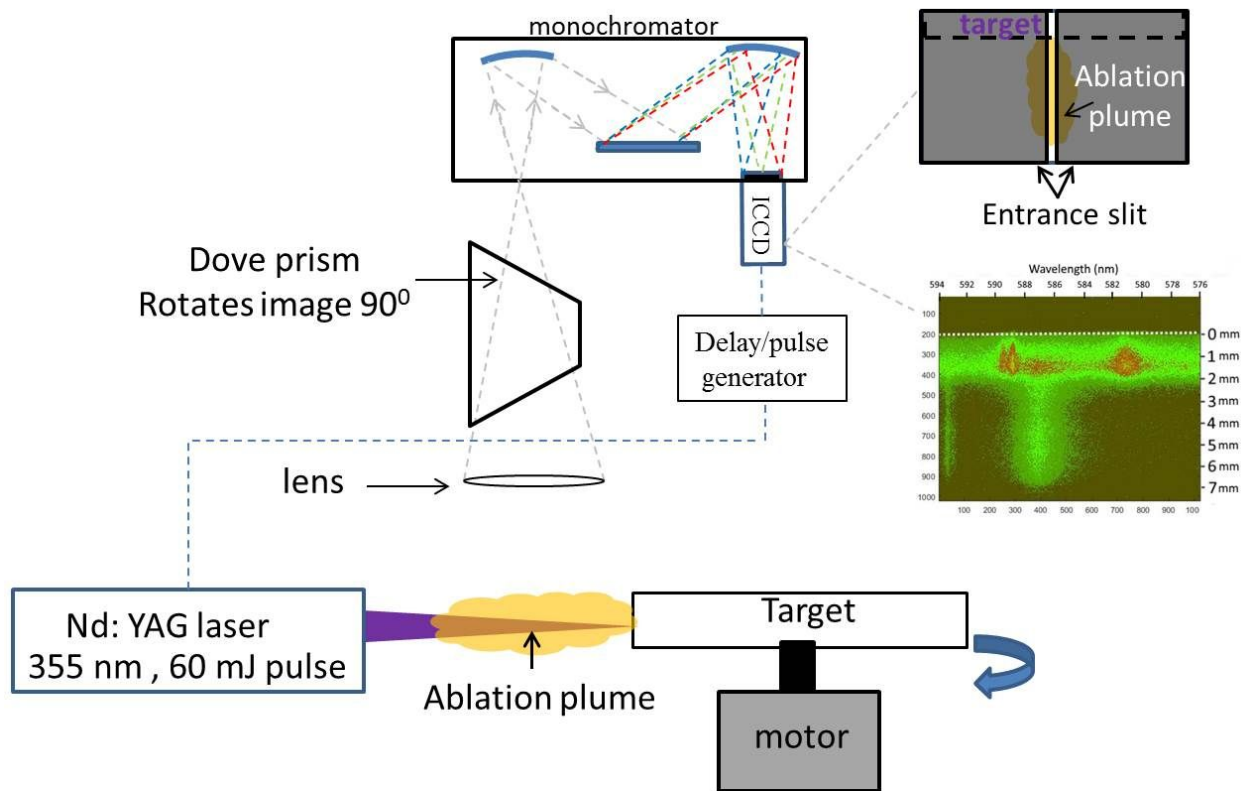 monochromator
target
Ablation
plume
Entrance slit
ICCD
Dove prism
Rotates image 90⁰
Delay/pulse
generator
lens
Wavelength (nm)
594 592 590 588 586 584 582 580 578 576
100
200
300
400
500
600
700
800
900
1000
0 mm
1 mm
2 mm
3 mm
4 mm
5 mm
6 mm
7 mm
100 200 300 400 500 600 700 800 900 100
Nd: YAG laser
355 nm , 60 mJ pulse
Ablation plume
Target
motor